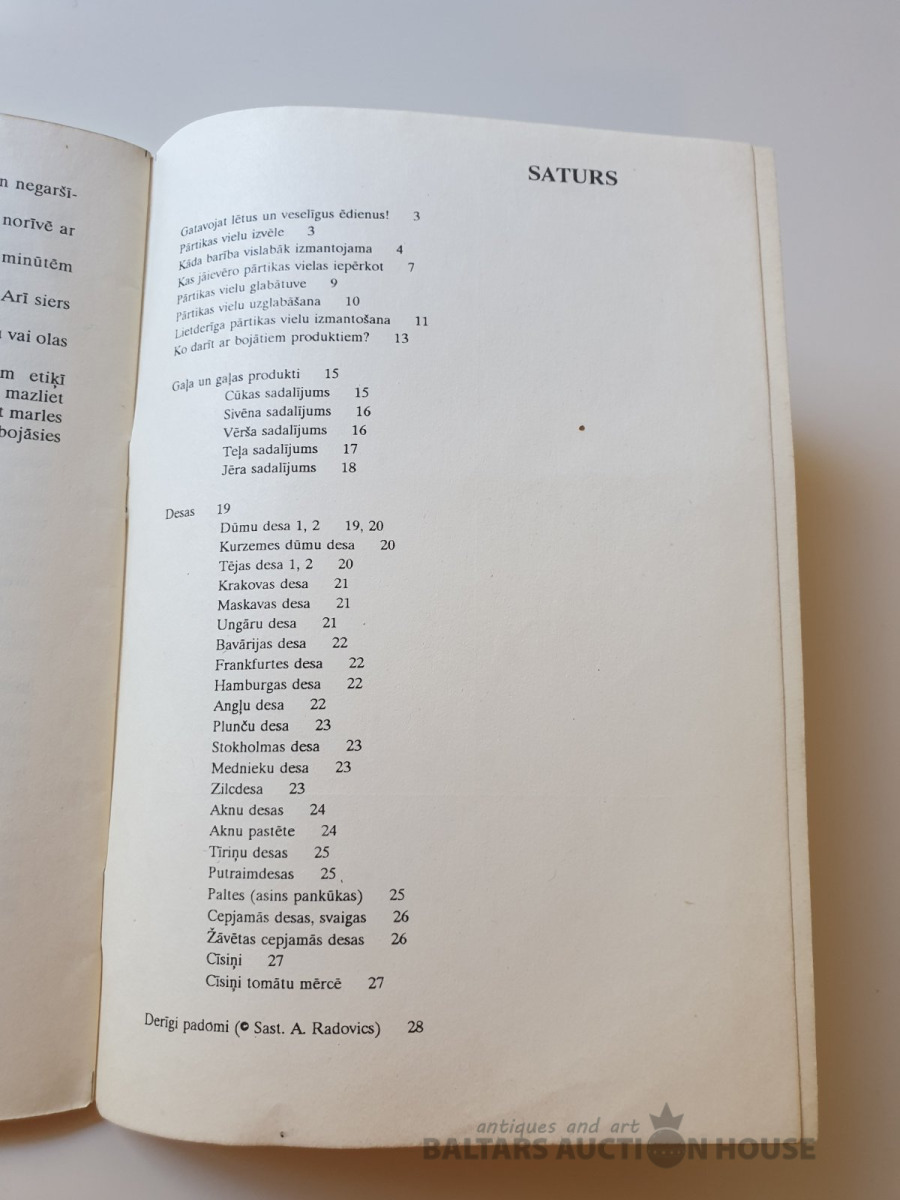 n negarši-
norīvē ar
minūtēm
Arī siers
vai olas
m etiķī
mazliet
t marles
bojāsies
SATURS
Gatavojat lētus un veselīgus ēdienus! 3
Pārtikas vielu izvēle 3
Kāda barība vislabāk izmantojama 4
Kas jāievēro pārtikas vielas iepērkot 7
Pārtikas vielu glabātuve 9
Pārtikas vielu uzglabāšana 10
Lietderīga pārtikas vielu izmantošana 11
Ko darīt ar bojātiem produktiem? 13
Gaļa un gaļas produkti 15
Cūkas sadalījums 15
Sivēna sadalījums 16
Vērša sadalījums 16
Teļa sadalījums 17
Jēra sadalījums 18
Desas 19
Dūmu desa 1, 2 19, 20
Kurzemes dūmu desa 20
Tējas desa 1, 2 20
Krakovas desa 21
Maskavas desa 21
Ungāru desa 21
Bavārijas desa 22
Frankfurtes desa 22
Hamburgas desa 22
Angļu desa 22
Plunču desa 23
Stokholmas desa 23
Mednieku desa 23
Zilcdesa 23
Aknu desas 24
Aknu pastēte 24
Tīriņu desas 25
Putraimdesas 25
Paltes (asins pankūkas) 25
Cepjamās desas, svaigas 26
Žāvētas cepjamās desas 26
Cīsiņi 27
Cīsiņi tomātu mērcē 27
Derīgi padomi (© Sast. A. Radovics) 28
antiques and art
BALTARS AUCTION HOUSE